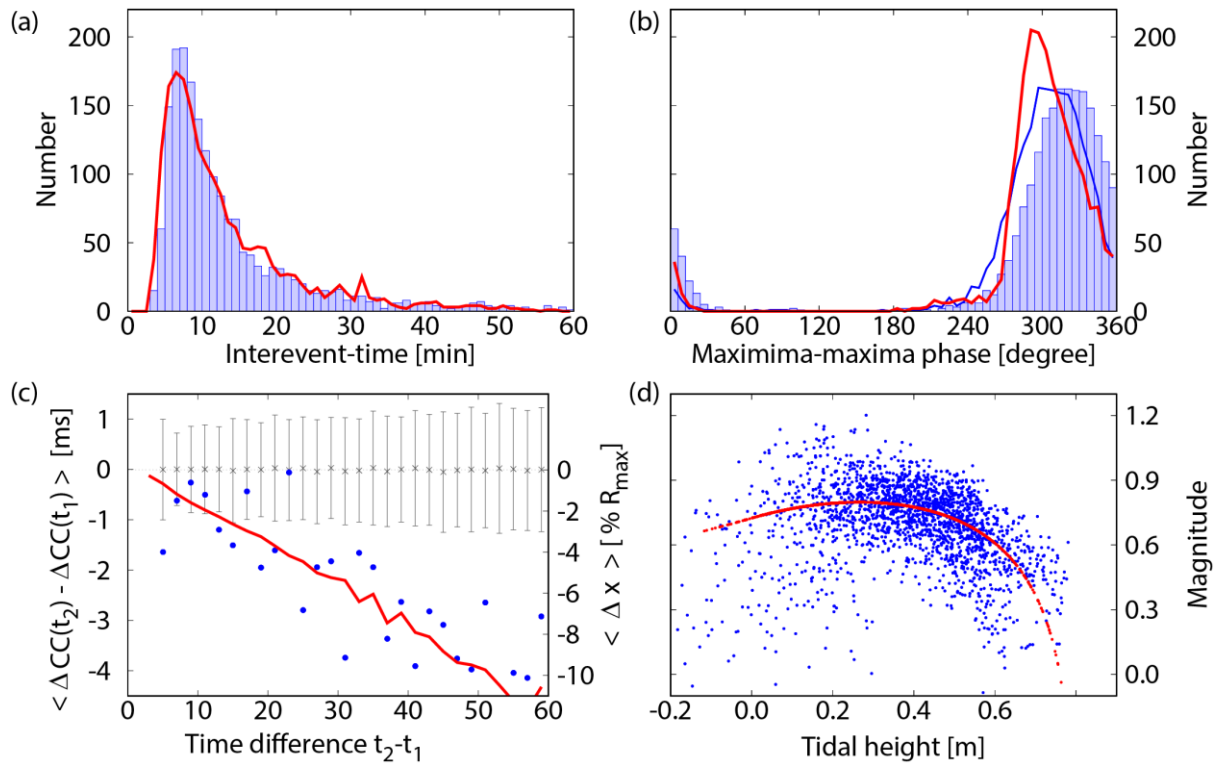 (a)
Number
200
150
100
50
0
0 10 20 30 40 50 60
Interevent-time [min]
(b)
200
150
100
50
0
Number
0 60 120 180 240 300 360
Maximima-maxima phase [degree]
(c)
< Δ CC(t2) - ΔCC(t1) > [ms]
1
0
-1
-2
-3
-4
0
-2
-4
-6
-8
-10
< Δ x > [ % Rmax]
0 10 20 30 40 50 60
Time difference t2-t1
(d)
1.2
0.9
0.6
0.3
0.0
Magnitude
-0.2 0.0 0.2 0.4 0.6
Tidal height [m]